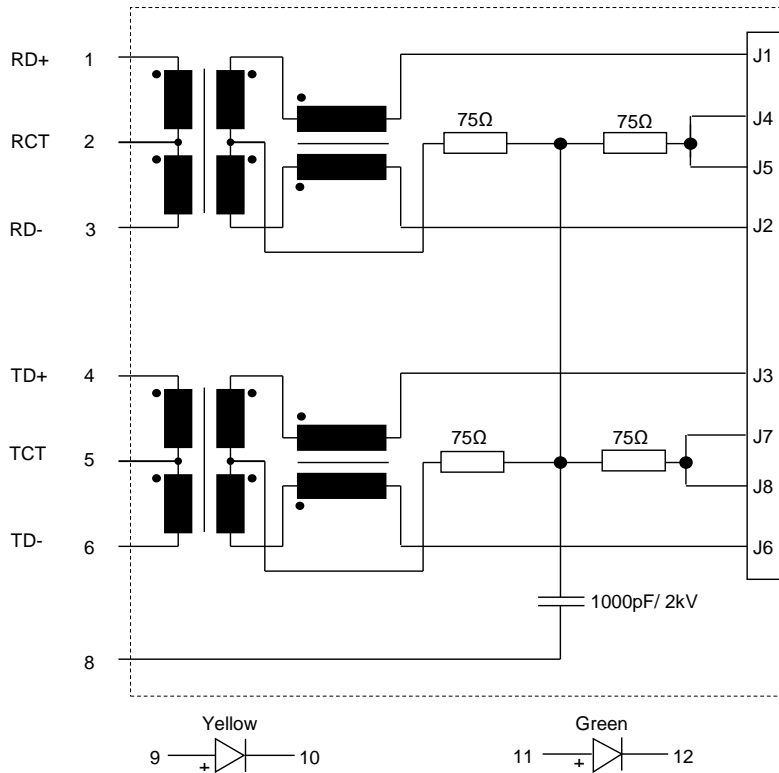 RD+ 1
J1
75Ω 75Ω
J4
RCT 2
J5
RD- 3
J2
TD+ 4
J3
75Ω 75Ω
J7
TCT 5
J8
TD- 6
J6
1000pF/ 2kV
8
Yellow
9 + 10
Green
11 + 12